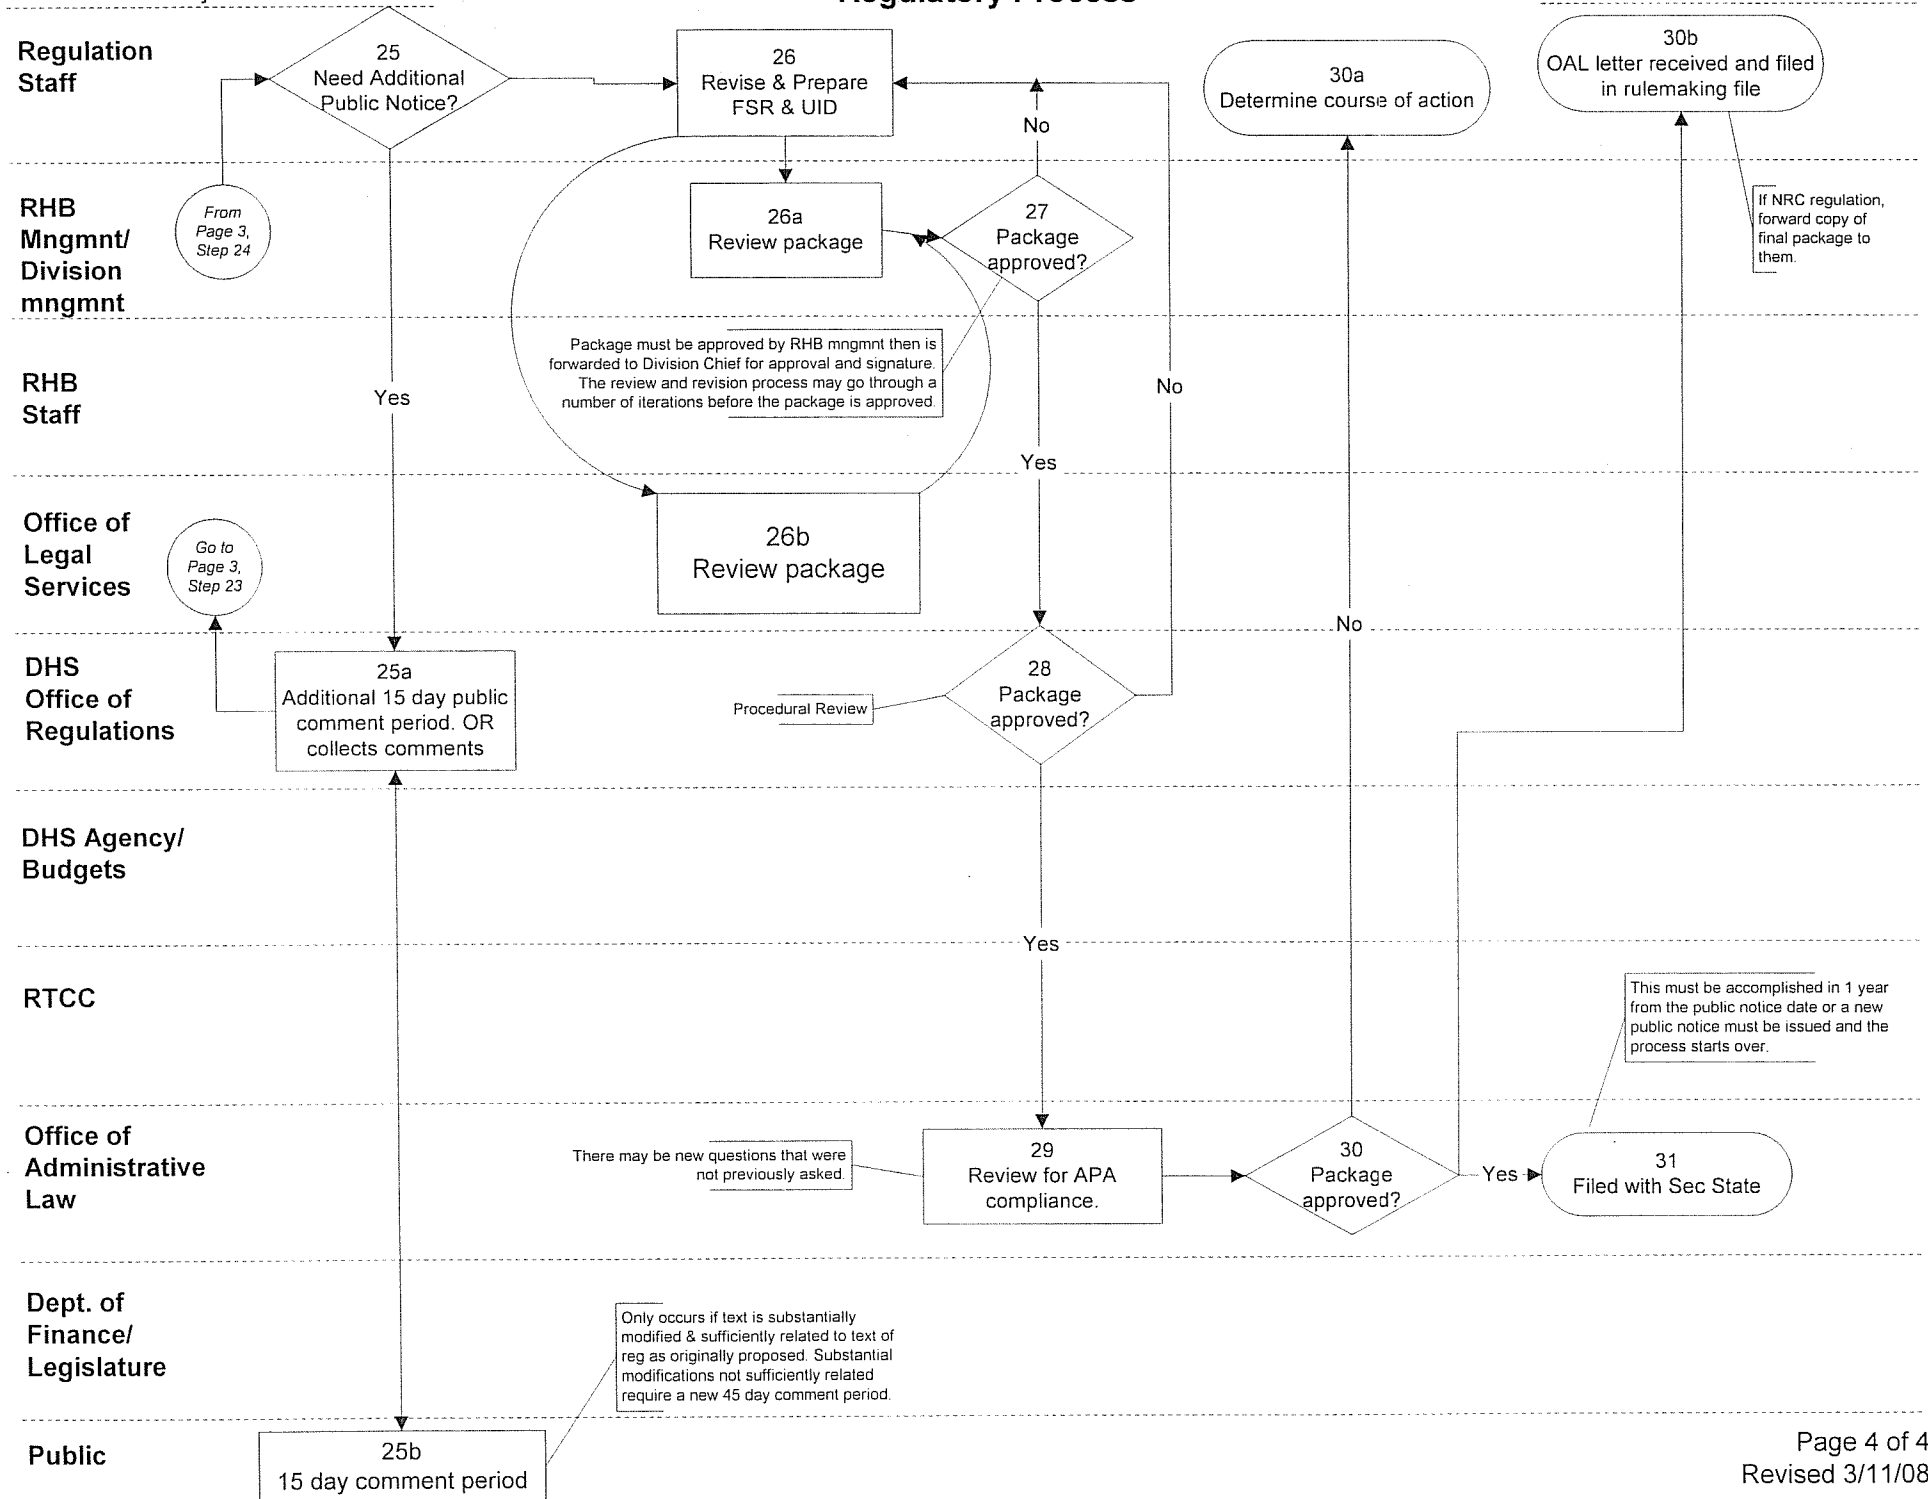 Regulatory Process
Regulation
Staff
25
Need Additional
Public Notice?
26
Revise & Prepare
FSR & UID
No
30a
Determine course of action
30b
OAL letter received and filed
in rulemaking file
RHB
Mngmnt/
Division
mngmnt
From
Page 3,
Step 24
26a
Review package
27
Package
approved?
If NRC regulation,
forward copy of
final package to
them.
RHB
Staff
Yes
Package must be approved by RHB mngmnt then is
forwarded to Division Chief for approval and signature.
The review and revision process may go through a
number of iterations before the package is approved.
No
Yes
Office of
Legal
Services
Go to
Page 3,
Step 23
26b
Review package
No
DHS
Office of
Regulations
25a
Additional 15 day public
comment period. OR
collects comments
Procedural Review
28
Package
approved?
DHS Agency/
Budgets
Yes
RTCC
This must be accomplished in 1 year
from the public notice date or a new
public notice must be issued and the
process starts over.
Office of
Administrative
Law
There may be new questions that were
not previously asked.
29
Review for APA
compliance.
30
Package
approved?
Yes
31
Filed with Sec State
Dept. of
Finance/
Legislature
Only occurs if text is substantially
modified & sufficiently related to text of
reg as originally proposed. Substantial
modifications not sufficiently related
require a new 45 day comment period.
Public
25b
15 day comment period
Page 4 of 4
Revised 3/11/08